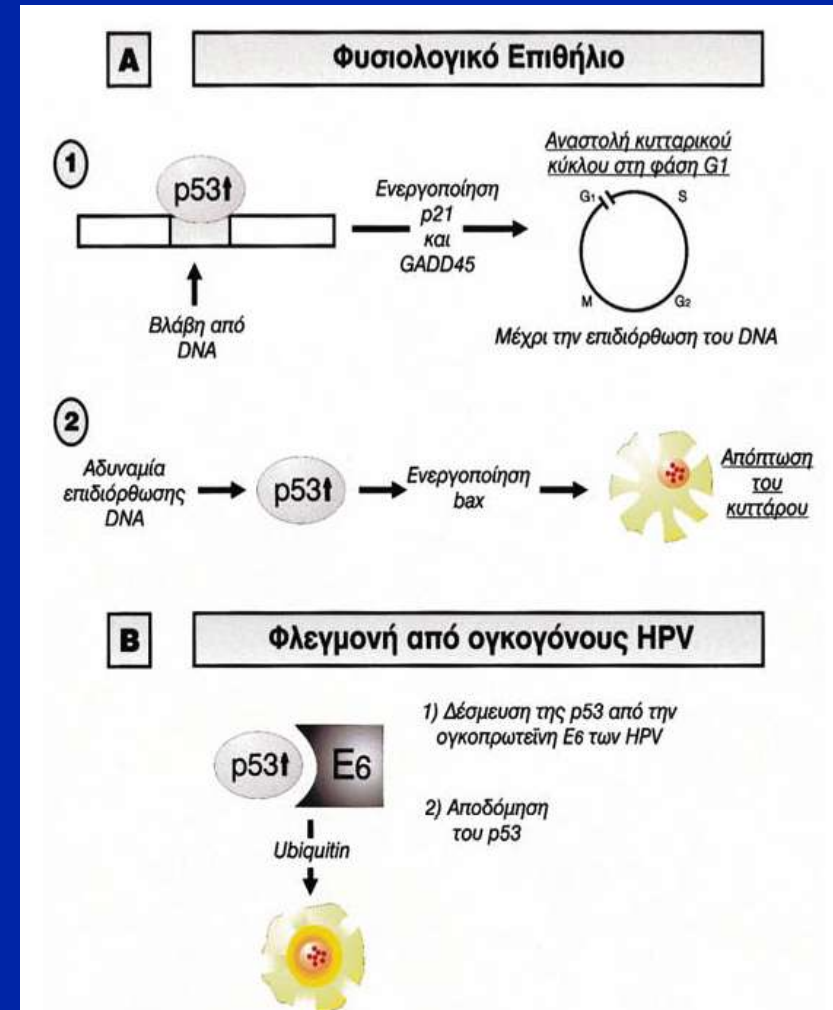 A
Φυσιολογικό Επιθήλιο
1
p53
Βλάβη από
DNA
Ενεργοποίηση
p21
και
GADD45
Αναστολή κυτταρικού
κύκλου στη φάση G1
G1
S
M
G2
Μέχρι την επιδιόρθωση του DNA
2
Αδυναμία
επιδιόρθωσης
DNA
p53
Ενεργοποίηση
bax
Απόπτωση
του
κυττάρου
B
Φλεγμονή από ογκογόνους HPV
p53
E6
Ubiquitin
1) Δέσμευση της p53 από την
ογκοπρωτεΐνη E6 των HPV
2) Αποδόμηση
του p53